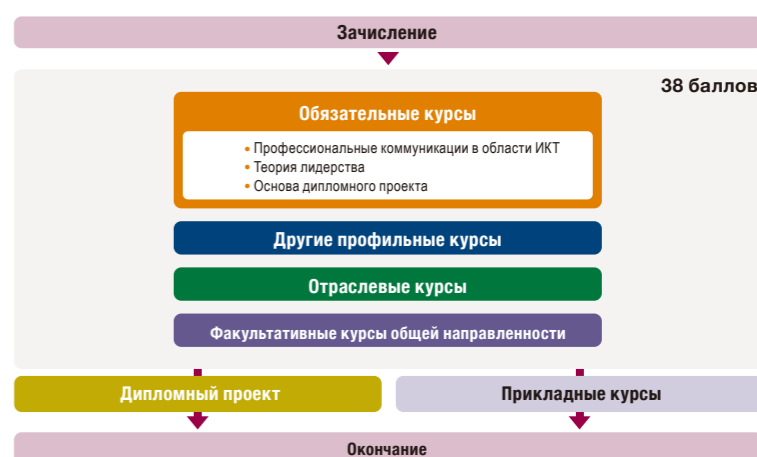 Зачисление
38 баллов
Обязательные курсы
• Профессиональные коммуникации в области ИКТ
• Теория лидерства
• Основа дипломного проекта
Другие профильные курсы
Отраслевые курсы
Факультативные курсы общей направленности
Дипломный проект
Прикладные курсы
Окончание